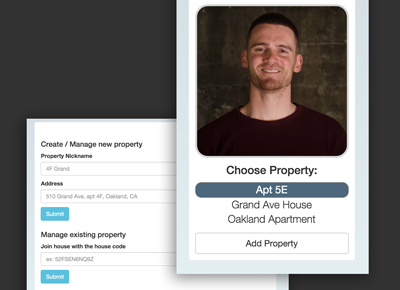 Create / Manage new property
Property Nickname
4F Grand
Address
510 Grand Ave, apt 4F, Oakland, CA
Submit
Manage existing property
Join house with the house code
ex: 52FSEN6NQ9Z
Submit
Choose Property:
Apt 5E
Grand Ave House
Oakland Apartment
Add Property